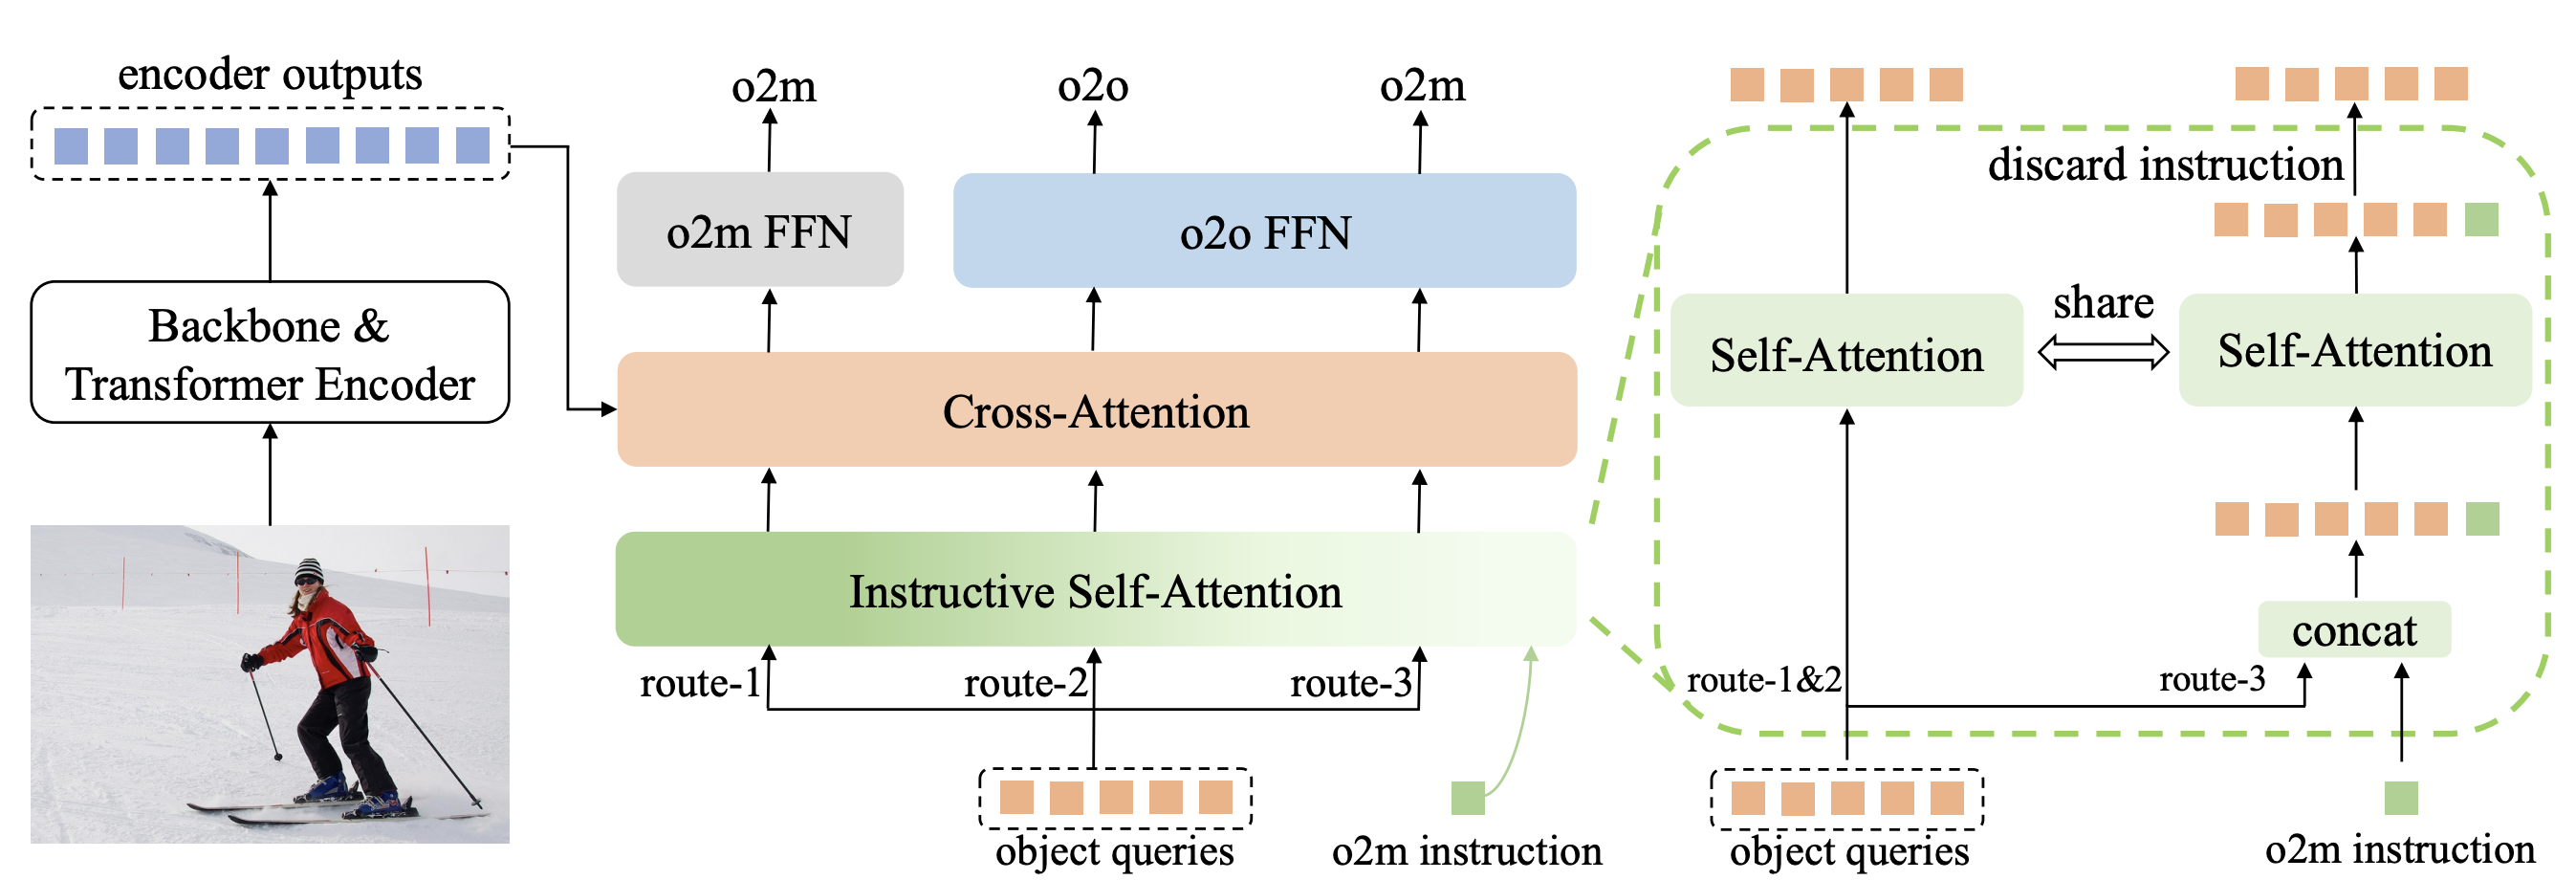 encoder outputs
Backbone &
Transformer Encoder
o2m
o2o
o2m
o2m FFN
o2o FFN
Cross-Attention
Instructive Self-Attention
route-1
route-2
route-3
object queries
o2m instruction
discard instruction
Self-Attention
share
Self-Attention
concat
route-1&2
route-3
object queries
o2m instruction